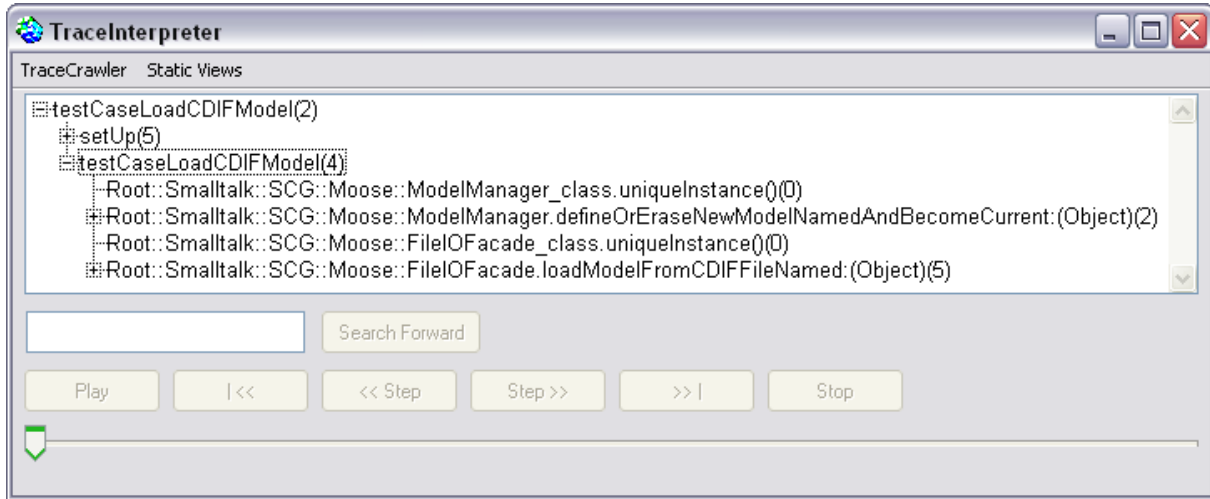 TraceInterpreter
TraceCrawler Static Views
testCaseLoadCDIFModel(2)
setUp(5)
testCaseLoadCDIFModel(4)
Root::Smalltalk::SCG::Moose::ModelManager_class.uniqueInstance()(0)
Root::Smalltalk::SCG::Moose::ModelManager.defineOrEraseNewModelNamedAndBecomeCurrent:(Object)(2)
Root::Smalltalk::SCG::Moose::FileIOFacade_class.uniqueInstance()(0)
Root::Smalltalk::SCG::Moose::FileIOFacade.loadModelFromCDIFFileNamed:(Object)(5)
Search Forward
Play |<< << Step Step >> >>| Stop